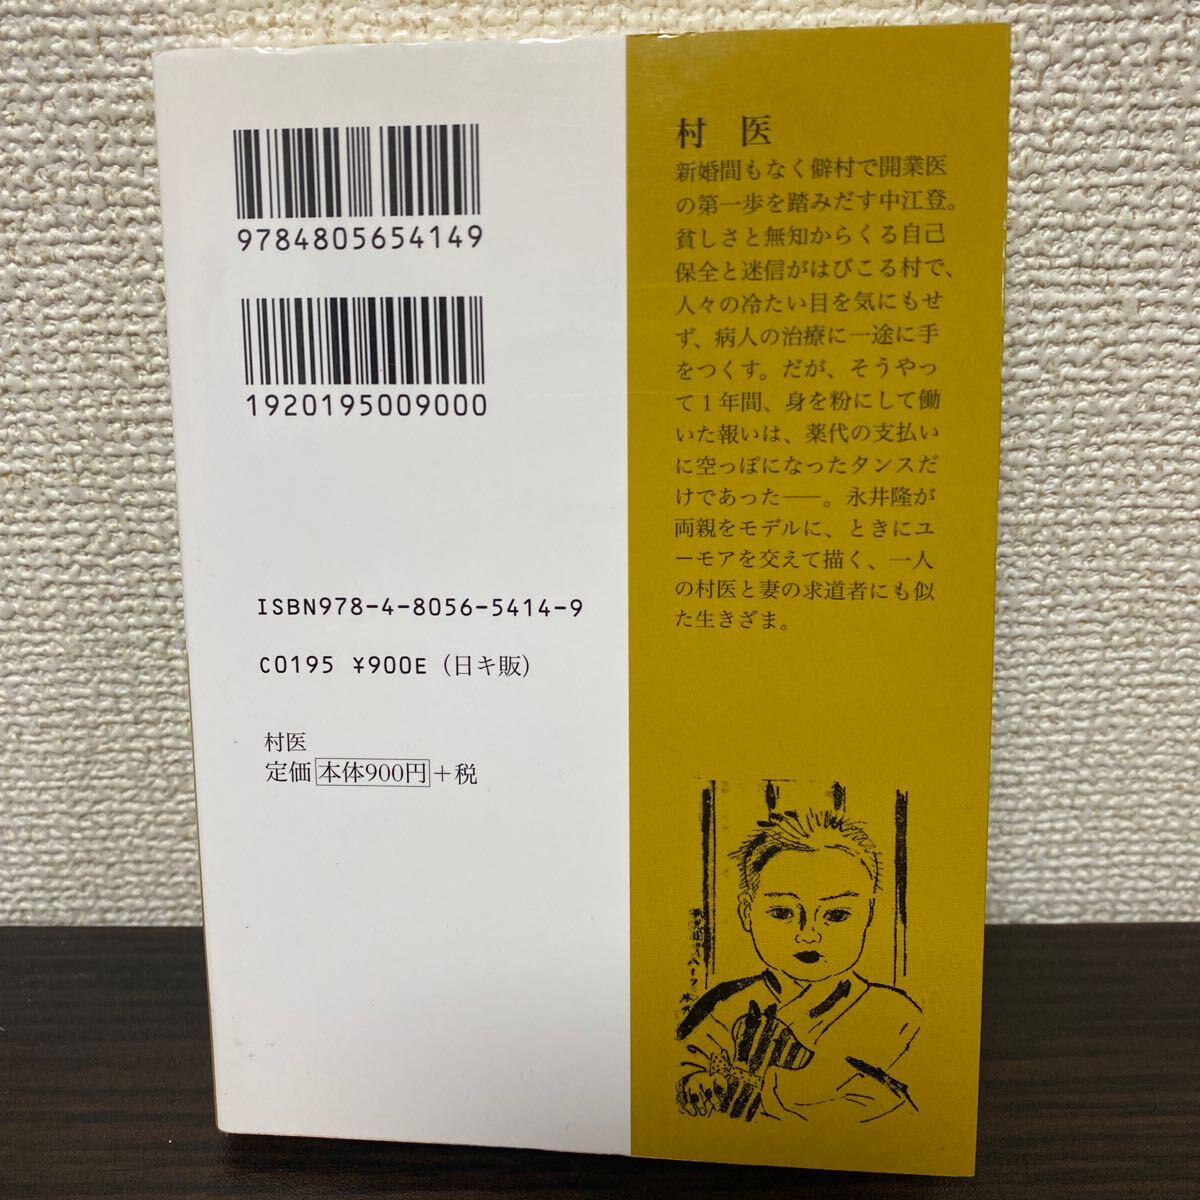 9784805654149
1920195009000
ISBN978-4-8056-5414-9
C0195 ¥900E（日キ販）
村医
定価 本体900円＋税
村 医
新婚間もなく僻村で開業医
の第一歩を踏みだす中江登。
貧しさと無知からくる自己
保全と迷信がはびこる村で、
人々の冷たい目を気にもせ
ず、病人の治療に一途に手
をつくす。だが、そうやっ
て1年間、身を粉にして働
いた報いは、薬代の支払い
に空っぽになったタンスだ
けであった──。永井隆が
両親をモデルに、ときにユ
ーモアを交えて描く、一人
の村医と妻の求道者にも似
た生きざま。